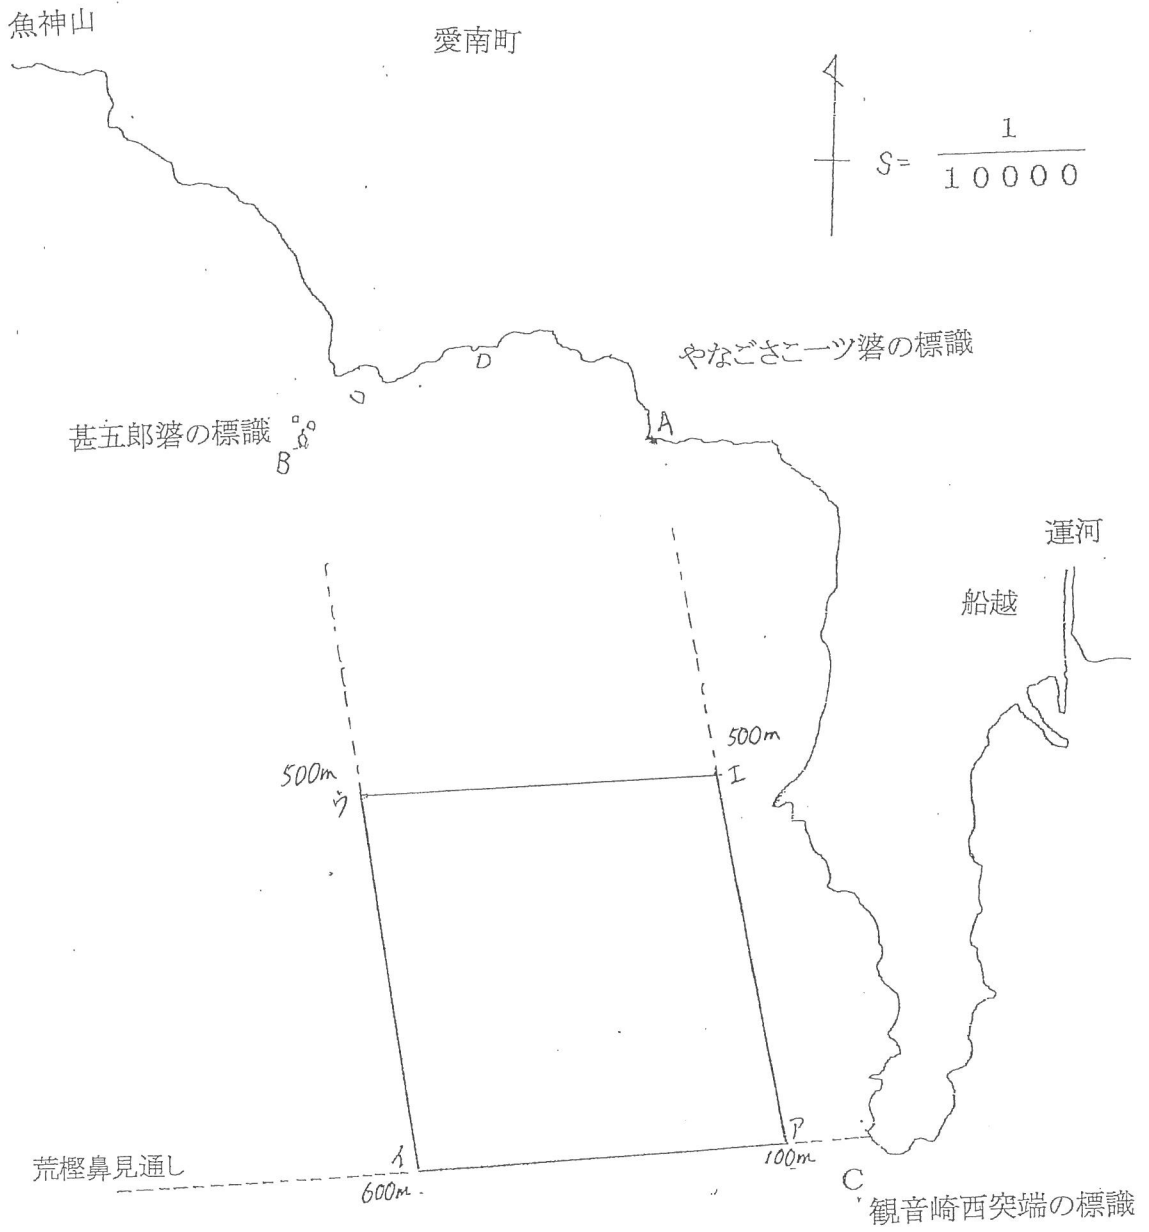 魚神山
愛南町
S= 1/10000
やなごさこ一ツ碆の標識
D
A
甚五郎碆の標識
B
運河
船越
500m
エ
500m
ウ
ア
100m
イ
600m
荒樫鼻見通し
C
観音崎西突端の標識